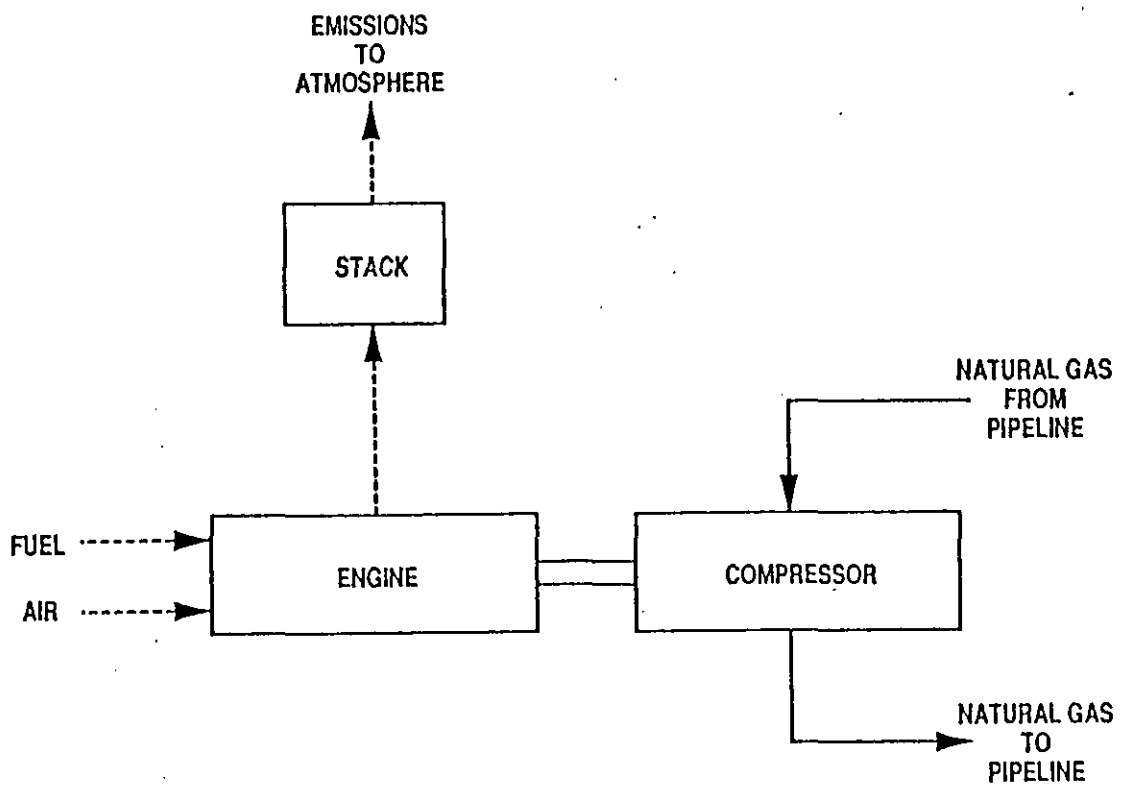 EMISSIONS
TO
ATMOSPHERE
STACK
NATURAL GAS
FROM
PIPELINE
FUEL
ENGINE
COMPRESSOR
AIR
NATURAL GAS
TO
PIPELINE